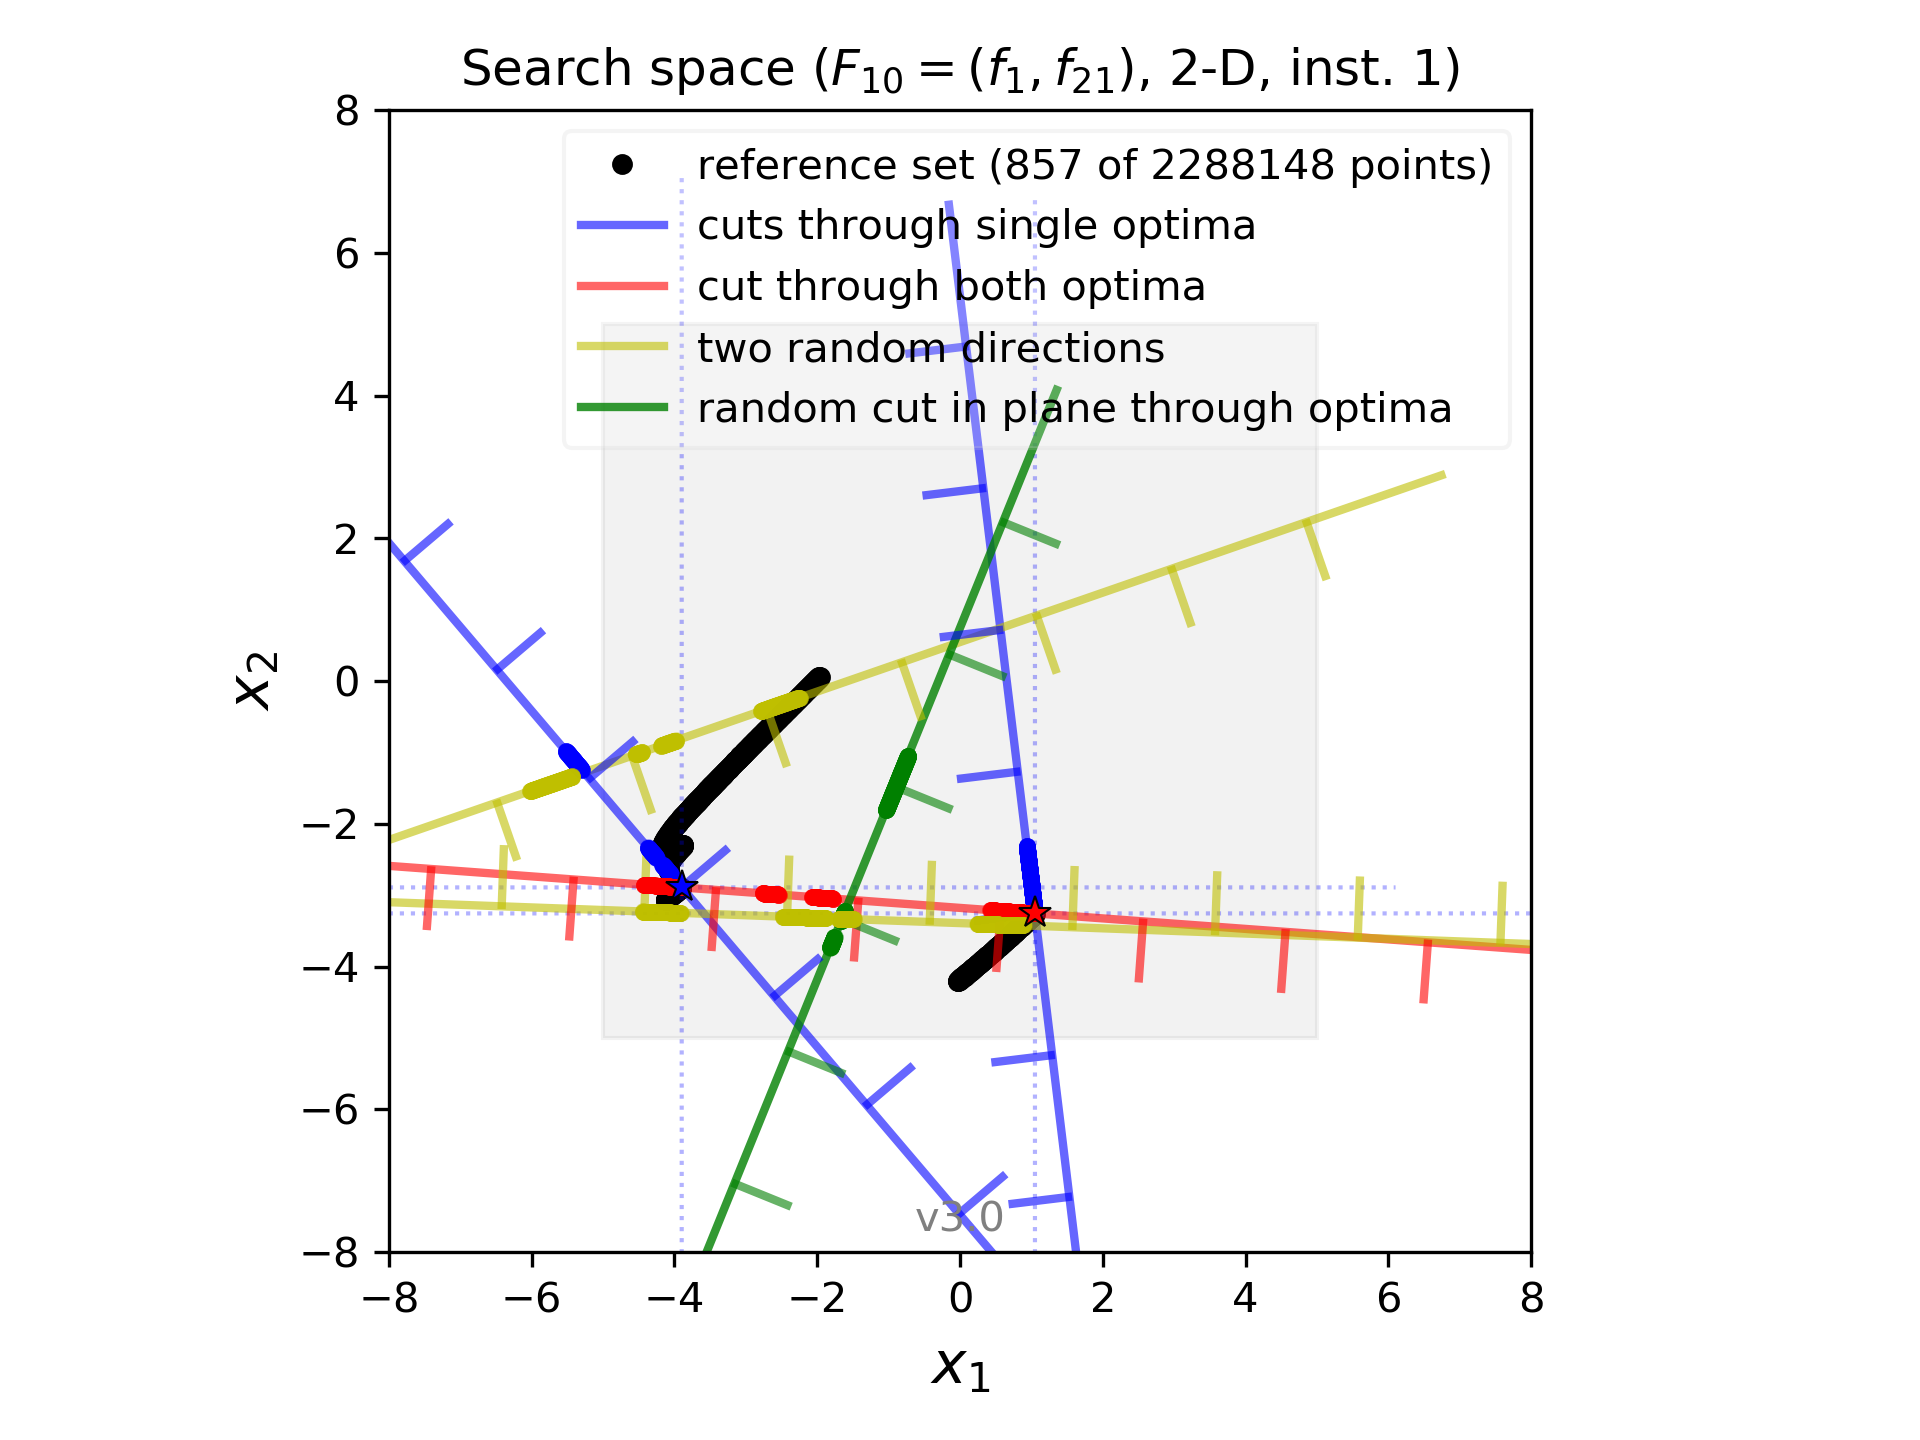 Search space (F₁₀ = (f₁, f₂₁), 2-D, inst. 1)
reference set (857 of 2288148 points)
cuts through single optima
cut through both optima
two random directions
random cut in plane through optima
8
6
4
2
0
−2
−4
−6
−8
x₂
v3.0
−8 −6 −4 −2 0 2 4 6 8
x₁